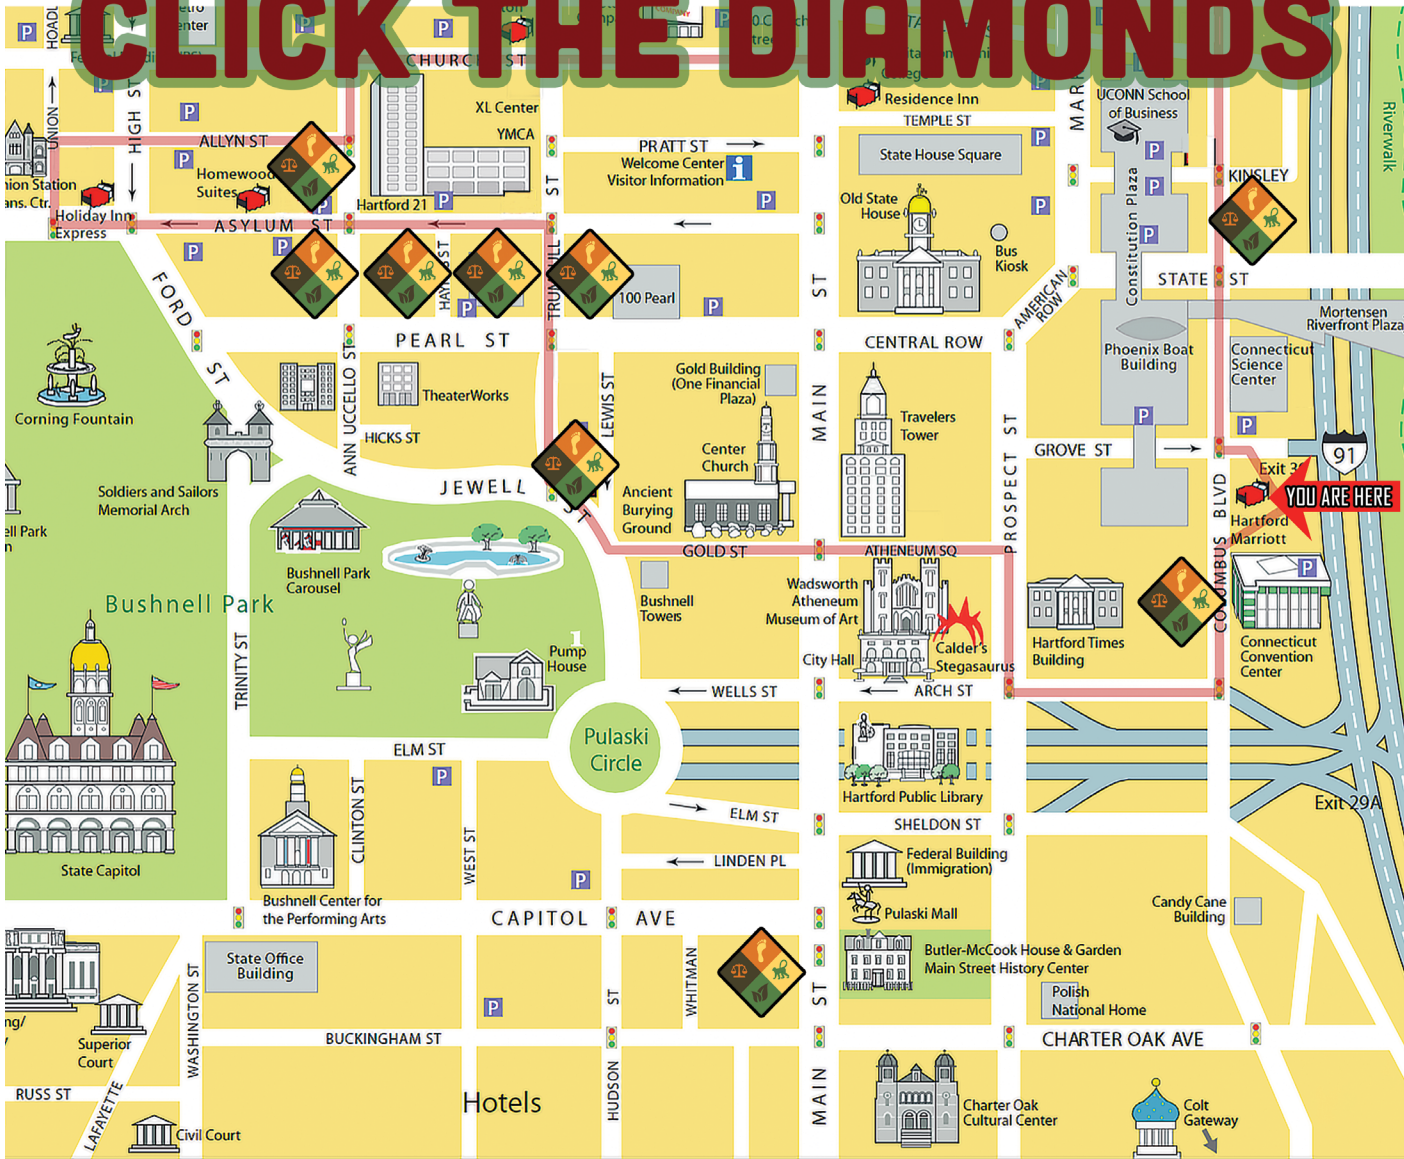 CLICK THE DIAMONDS
CHURCH ST
UNION
HIGH ST
ALLYN ST
Homewood
Suites
Holiday Inn
Express
ASYLUM ST
XL Center
YMCA
Hartford 21
PRATT ST
Welcome Center
Visitor Information
i
Residence Inn
TEMPLE ST
State House Square
Old State
House
Bus
Kiosk
UCONN School
of Business
Constitution Plaza
KINSLEY
STATE ST
AMERICAN
ROW
Riverwalk
Mortensen
Riverfront Plaza
FORD ST
100 Pearl
PEARL ST
CENTRAL ROW
Phoenix Boat
Building
Connecticut
Science
Center
Corning Fountain
ANN UCCELLO ST
TheaterWorks
HICKS ST
LEWIS ST
Gold Building
(One Financial
Plaza)
MAIN ST
Travelers
Tower
PROSPECT ST
GROVE ST
91
Center
Church
Soldiers and Sailors
Memorial Arch
JEWELL ST
Ancient
Burying
Ground
YOU ARE HERE
Hartford
Marriott
COLUMBUS BLVD
GOLD ST
ATHENEUM SQ
Bushnell Park
Carousel
Bushnell Park
Bushnell
Towers
Wadsworth
Atheneum
Museum of Art
City Hall
Calder's
Stegasaurus
Hartford Times
Building
Connecticut
Convention
Center
1
Pump
House
TRINITY ST
WELLS ST
ARCH ST
Pulaski
Circle
ELM ST
ELM ST
Hartford Public Library
Exit 29A
SHELDON ST
State Capitol
CLINTON ST
WEST ST
LINDEN PL
Federal Building
(Immigration)
Bushnell Center for
the Performing Arts
CAPITOL AVE
Pulaski Mall
Candy Cane
Building
State Office
Building
WASHINGTON ST
WHITMAN
Butler-McCook House & Garden
Main Street History Center
Polish
National Home
Superior
Court
BUCKINGHAM ST
CHARTER OAK AVE
RUSS ST
LAFAYETTE
Civil Court
Hotels
HUDSON ST
MAIN ST
Charter Oak
Cultural Center
Colt
Gateway